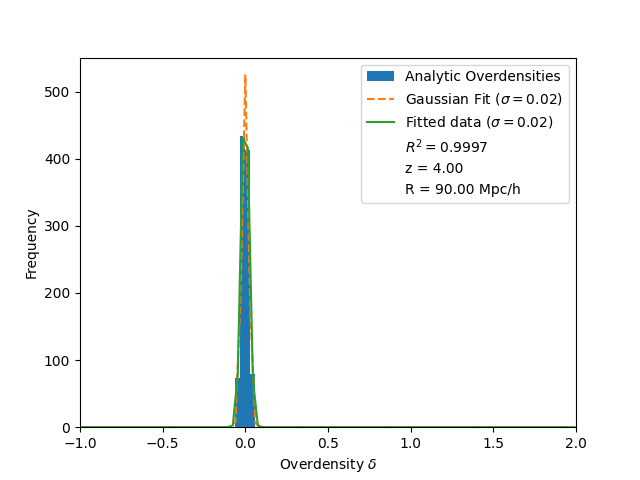 Analytic Overdensities
Gaussian Fit (σ = 0.02)
Fitted data (σ = 0.02)
R² = 0.9997
z = 4.00
R = 90.00 Mpc/h
Frequency
500
400
300
200
100
0
−1.0 −0.5 0.0 0.5 1.0 1.5 2.0
Overdensity δ